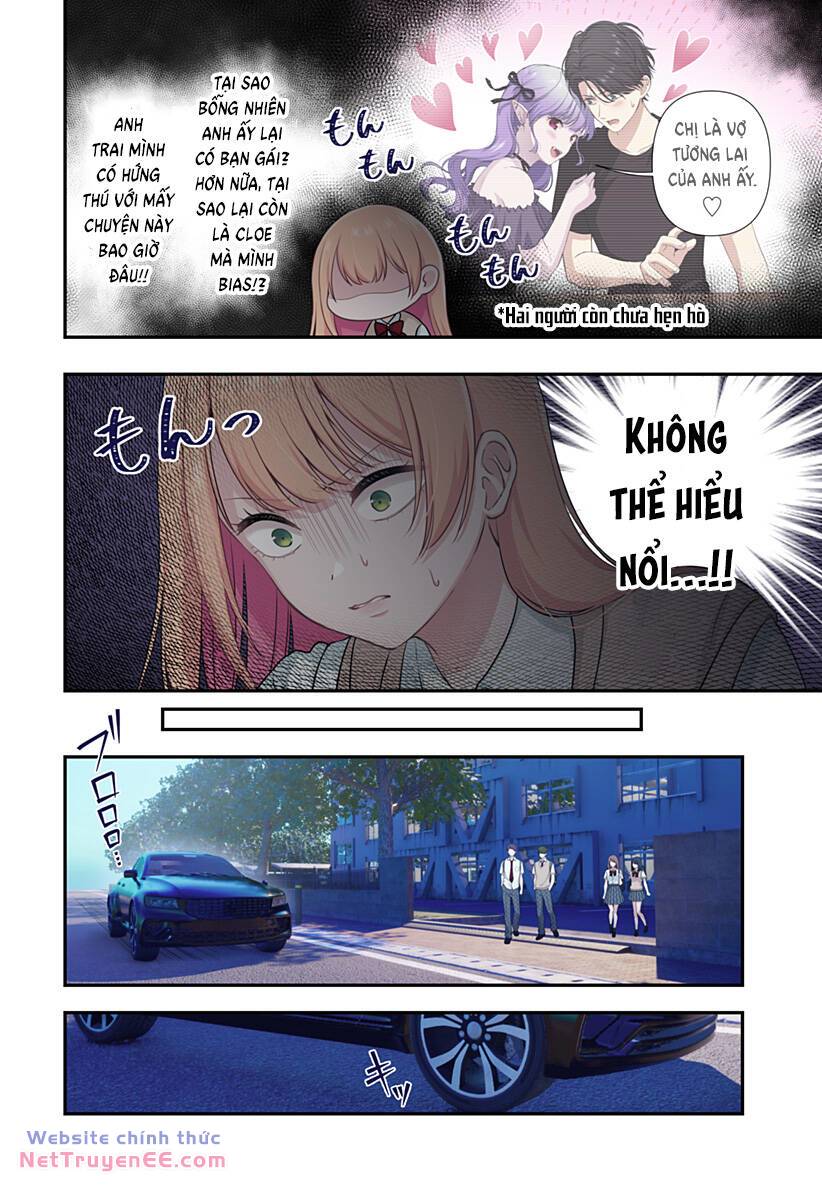 CHỊ LÀ VỢ
TƯƠNG LAI
CỦA ANH ẤY.
♡
もん
もん
もん
もん
TẠI SAO
BỖNG NHIÊN
ANH ẤY LẠI
CÓ BẠN GÁI?
HƠN NỮA, TẠI
SAO LẠI CÒN
LÀ CLOE
MÀ MÌNH
BIAS!?
ANH
TRAI MÌNH
CÓ HỨNG
THÚ VỚI MẤY
CHUYỆN NÀY
BAO GIỜ
ĐÂU!!
*Hai người còn chưa hẹn hò
KHÔNG
THỂ HIỂU
NỔI...!!
もんっ
ブロロロ…
キッ
Website chính thức
NetTruyenEE.com